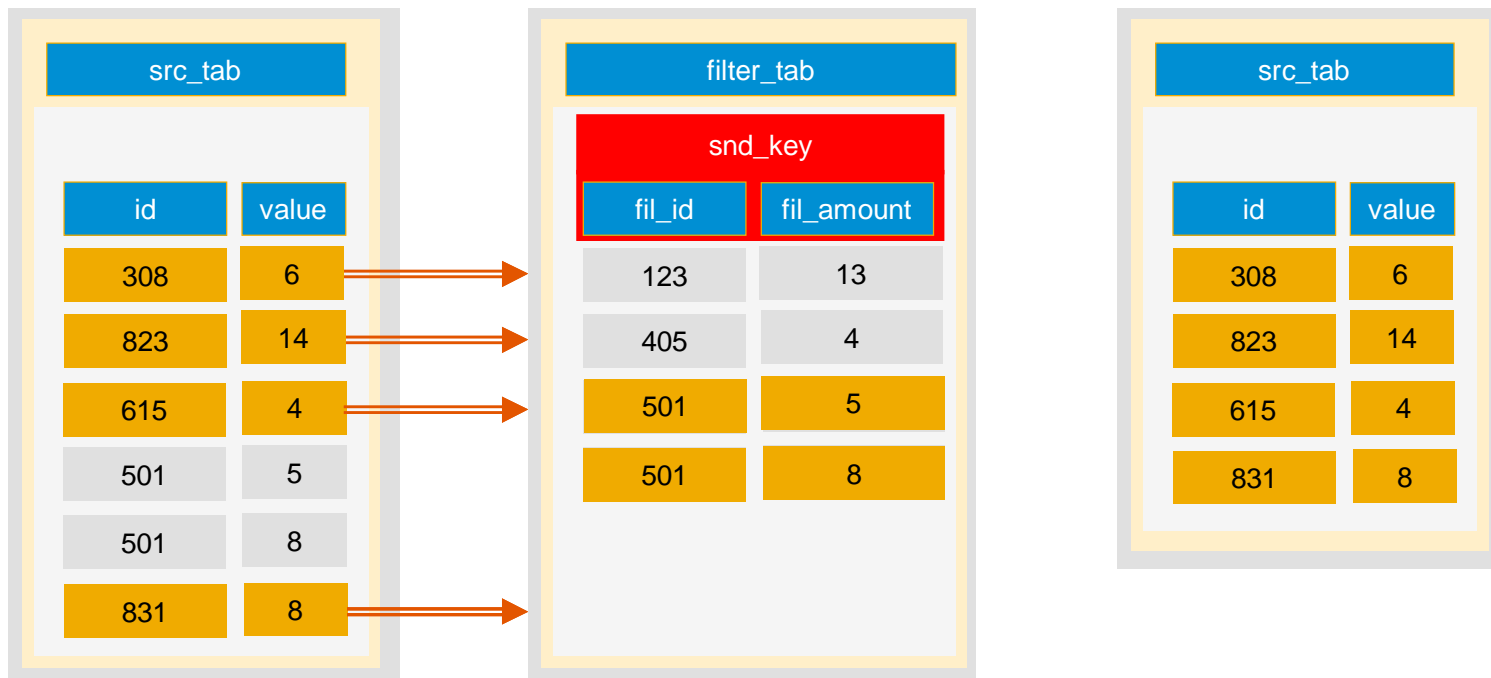 src_tab
id value
308 6
823 14
615 4
501 5
501 8
831 8
filter_tab
snd_key
fil_id fil_amount
123 13
405 4
501 5
501 8
src_tab
id value
308 6
823 14
615 4
831 8